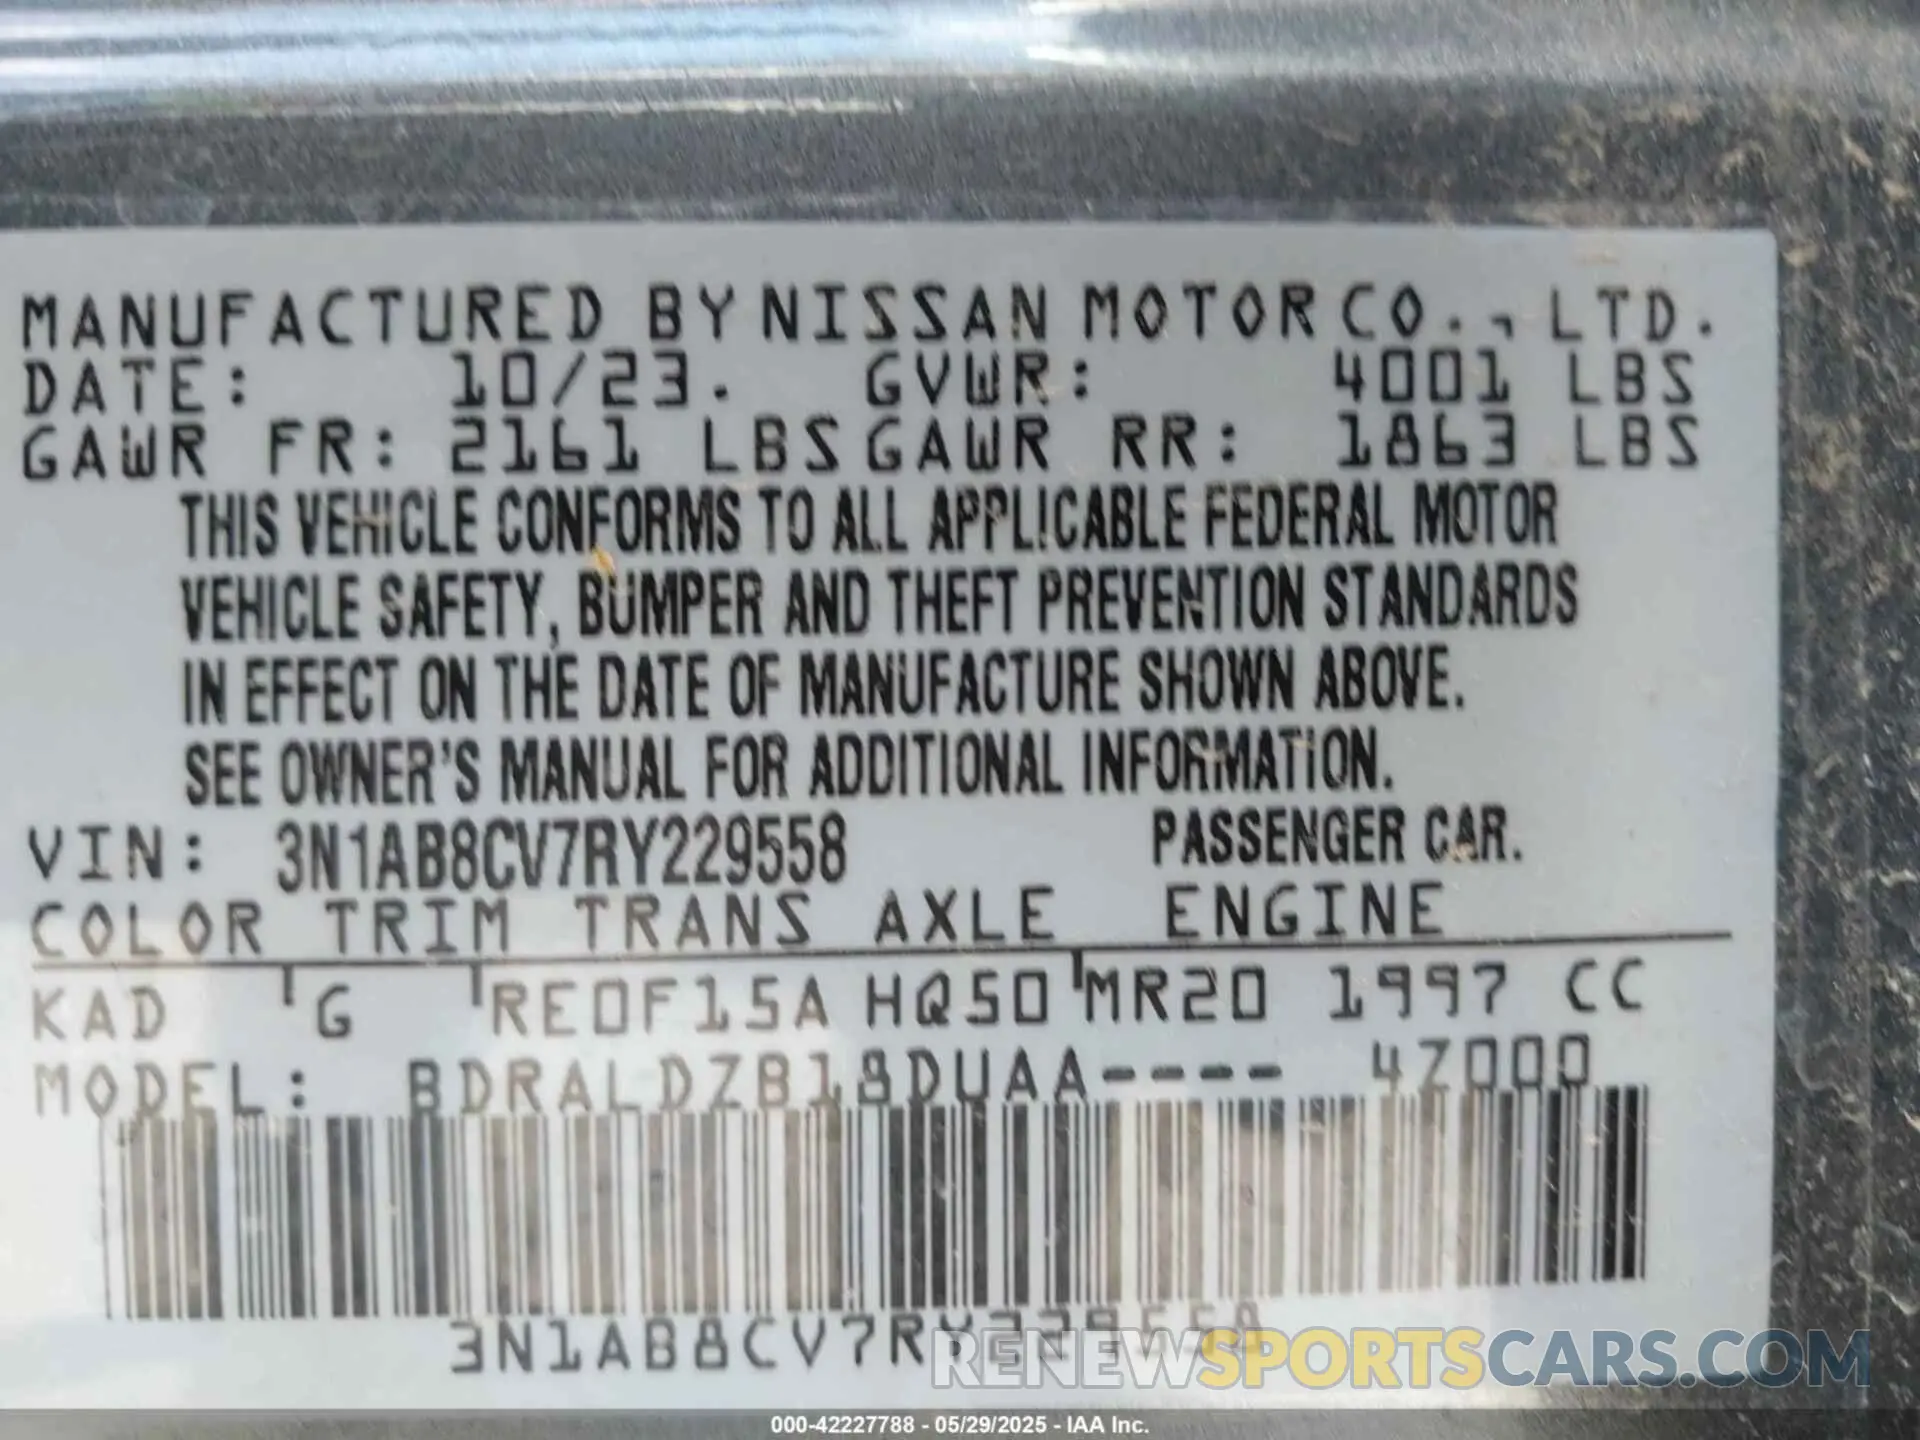 MANUFACTURED BY NISSAN MOTOR CO., LTD.
DATE: 10/23. GVWR: 4001 LBS
GAWR FR: 2161 LBS GAWR RR: 1863 LBS
THIS VEHICLE CONFORMS TO ALL APPLICABLE FEDERAL MOTOR
VEHICLE SAFETY, BUMPER AND THEFT PREVENTION STANDARDS
IN EFFECT ON THE DATE OF MANUFACTURE SHOWN ABOVE.
SEE OWNER'S MANUAL FOR ADDITIONAL INFORMATION.
VIN: 3N1AB8CV7RY229558 PASSENGER CAR.
COLOR TRIM TRANS AXLE ENGINE
KAD G RE0F15A HQ50 MR20 1997 CC
MODEL: BDRALDZB18DUAA---- 4Z000
3N1AB8CV7RY229558
RENEWSPORTSCARS.COM
000-42227788 - 05/29/2025 - IAA Inc.